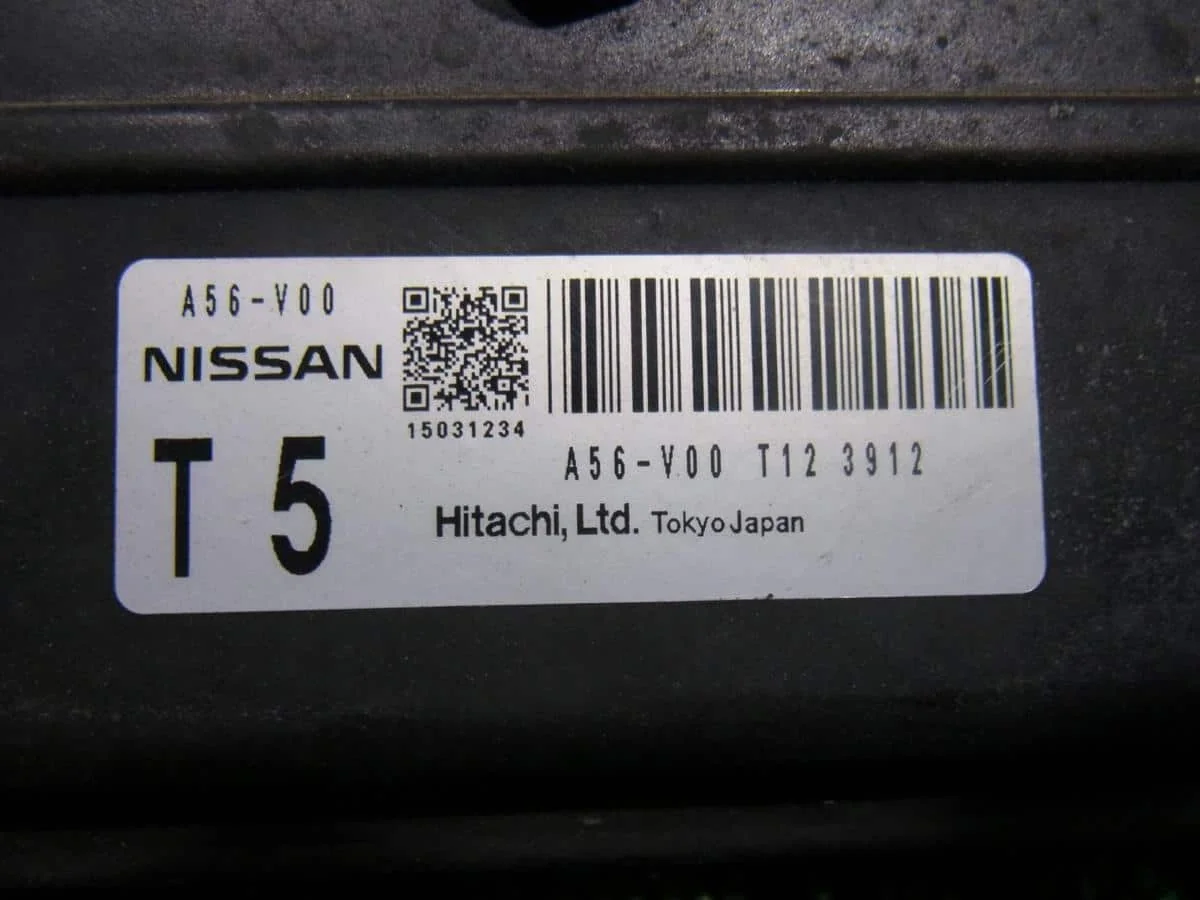 A56-V00
NISSAN
15031234
T 5
A56-V00 T12 3912
Hitachi, Ltd. Tokyo Japan